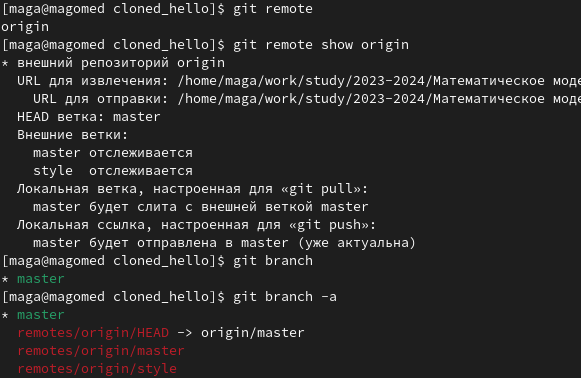 [maga@magomed cloned_hello]$ git remote
origin
[maga@magomed cloned_hello]$ git remote show origin
* внешний репозиторий origin
  URL для извлечения: /home/maga/work/study/2023-2024/Математическое моде
    URL для отправки: /home/maga/work/study/2023-2024/Математическое моде
  HEAD ветка: master
  Внешние ветки:
    master отслеживается
    style  отслеживается
  Локальная ветка, настроенная для «git pull»:
    master будет слита с внешней веткой master
  Локальная ссылка, настроенная для «git push»:
    master будет отправлена в master (уже актуальна)
[maga@magomed cloned_hello]$ git branch
* master
[maga@magomed cloned_hello]$ git branch -a
* master
  remotes/origin/HEAD -> origin/master
  remotes/origin/master
  remotes/origin/style